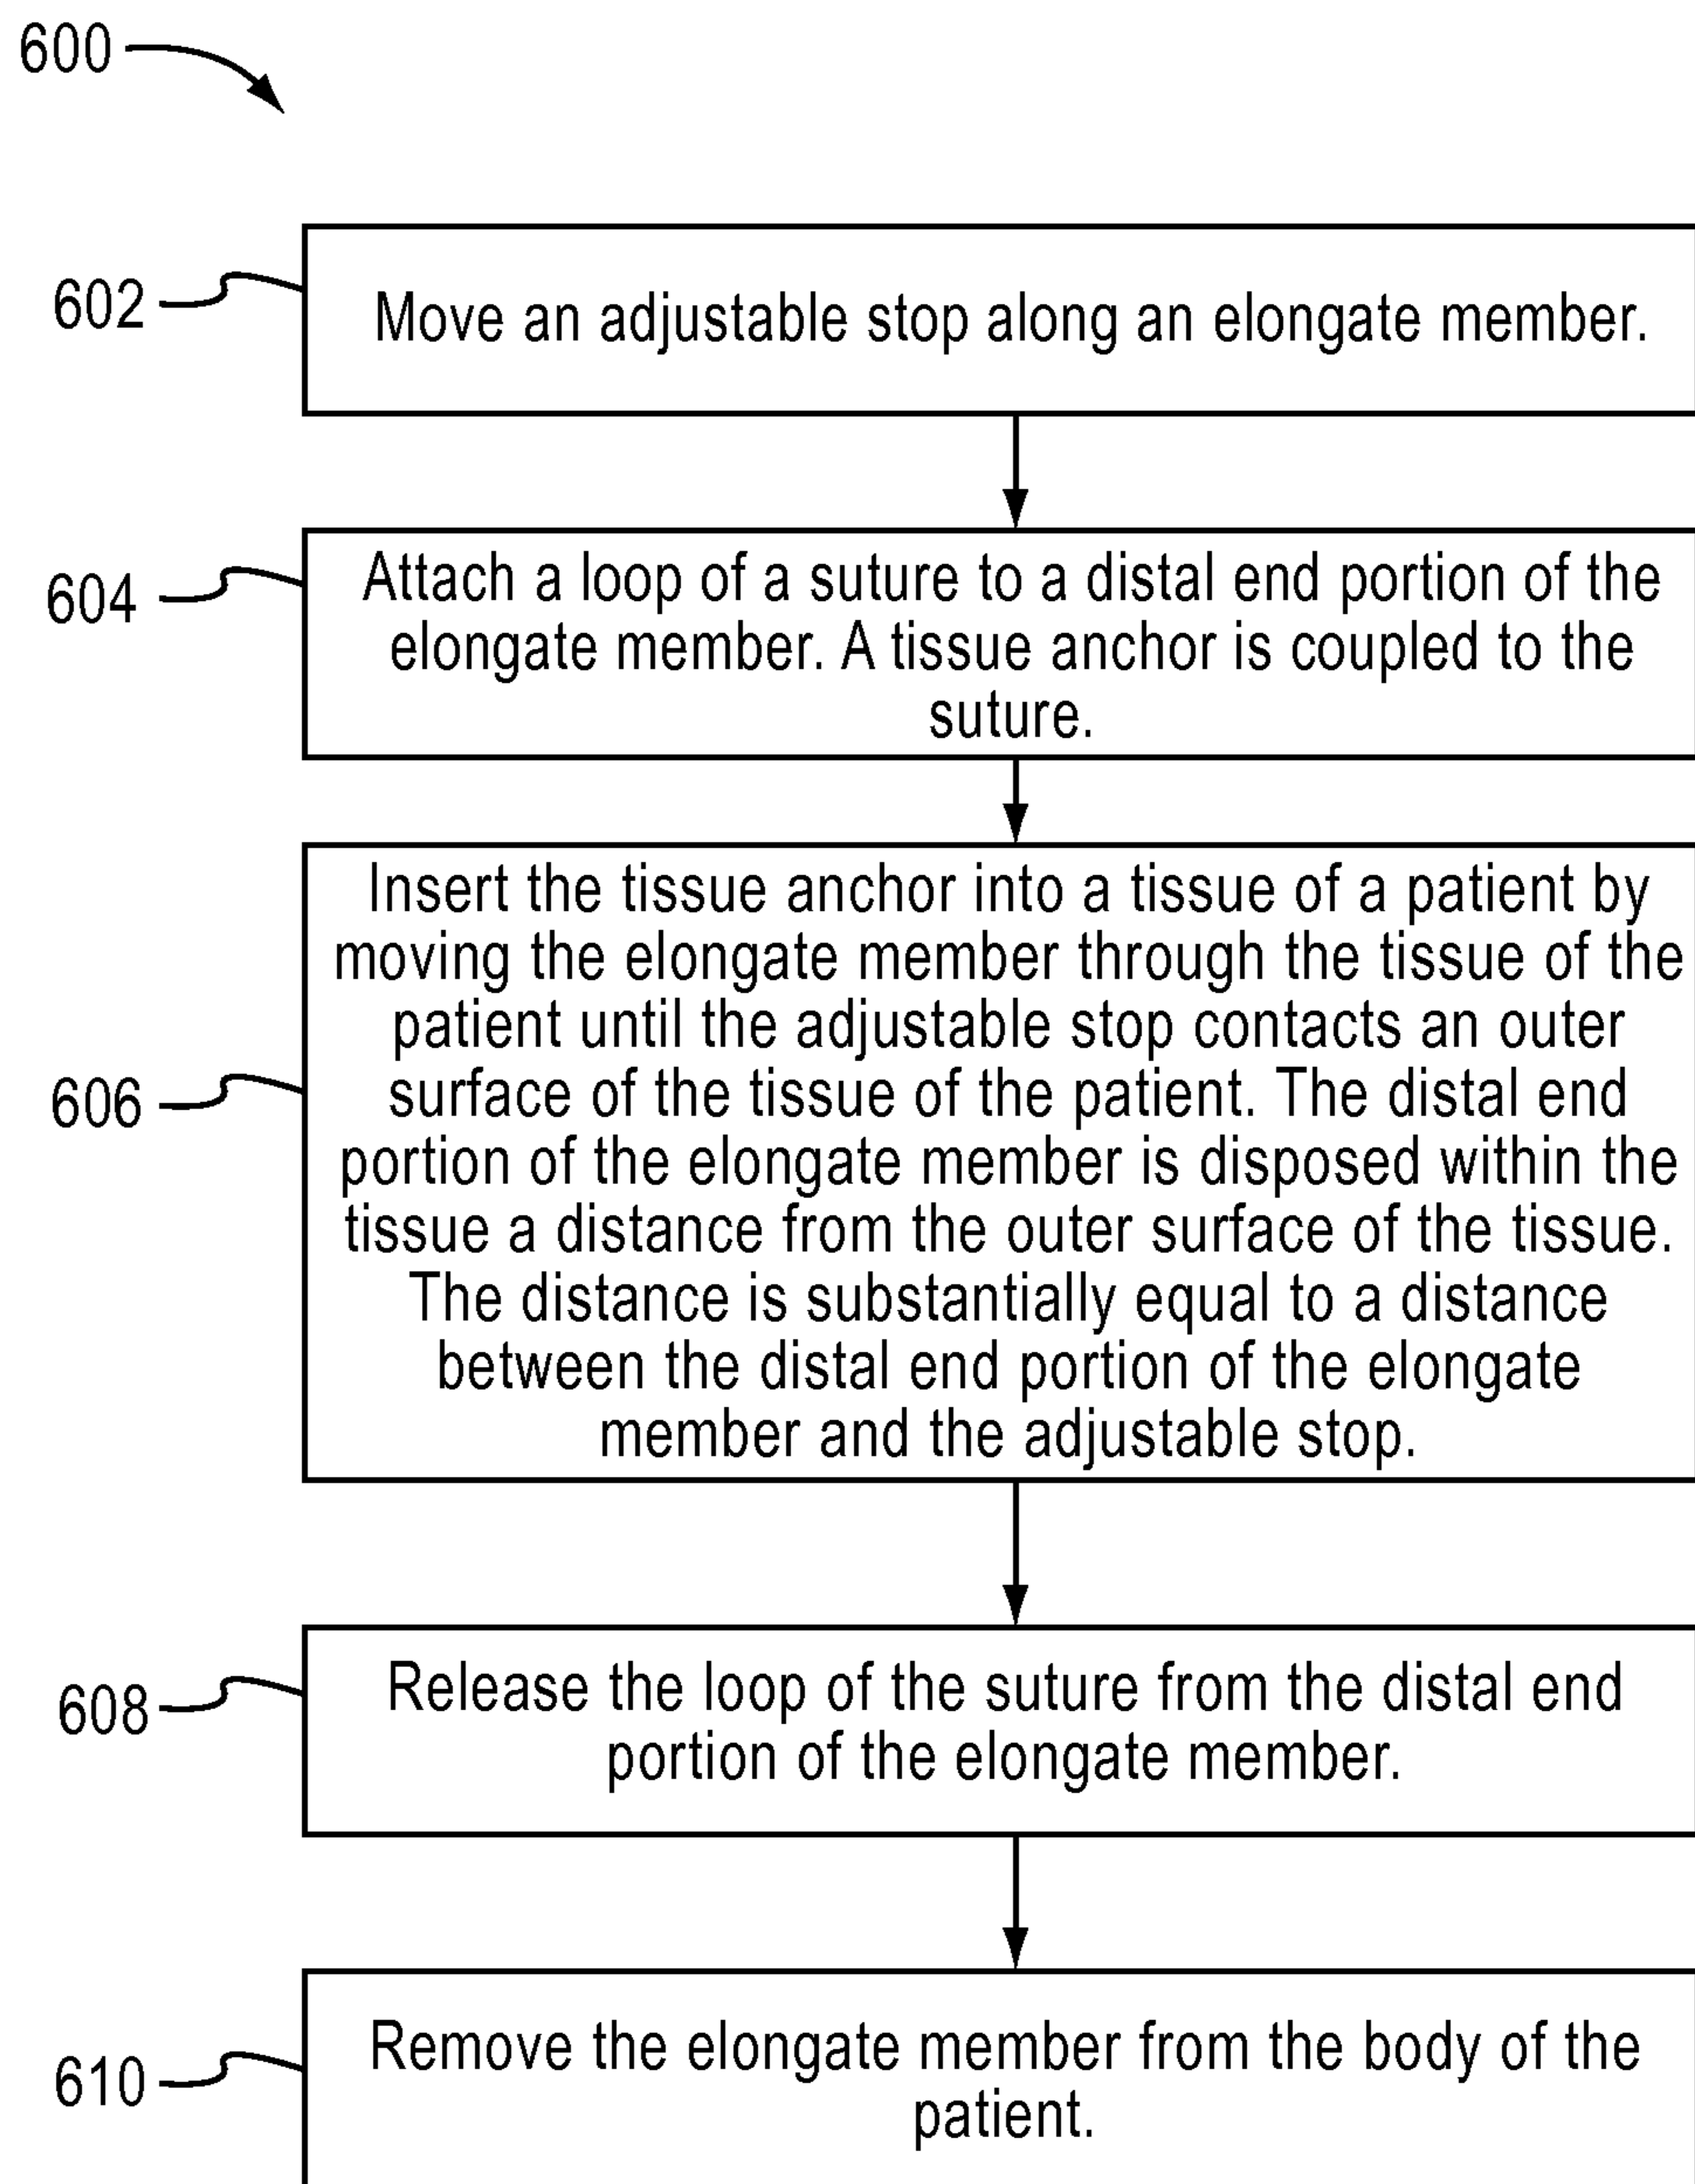 600
602
Move an adjustable stop along an elongate member.
604
Attach a loop of a suture to a distal end portion of the
elongate member. A tissue anchor is coupled to the
suture.
606
Insert the tissue anchor into a tissue of a patient by
moving the elongate member through the tissue of the
patient until the adjustable stop contacts an outer
surface of the tissue of the patient. The distal end
portion of the elongate member is disposed within the
tissue a distance from the outer surface of the tissue.
The distance is substantially equal to a distance
between the distal end portion of the elongate
member and the adjustable stop.
608
Release the loop of the suture from the distal end
portion of the elongate member.
610
Remove the elongate member from the body of the
patient.